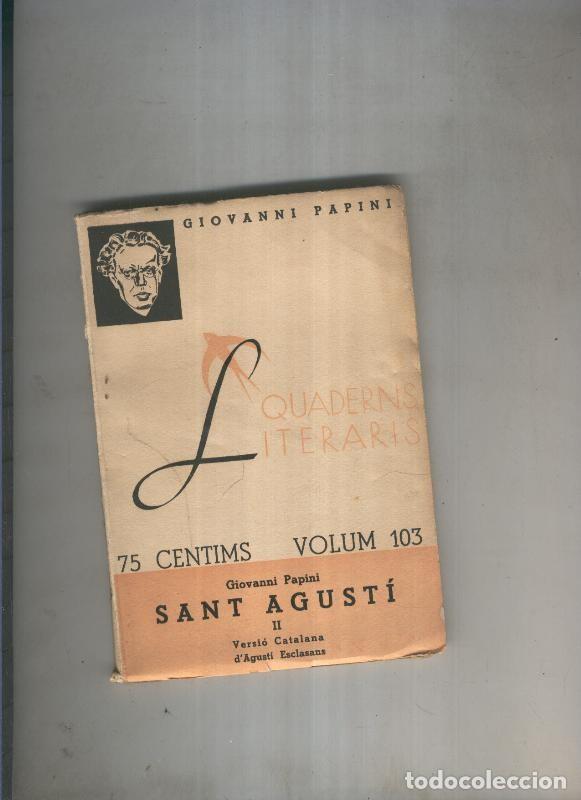 GIOVANNI PAPINI
QUADERNS
LITERARIS
75 CENTIMS VOLUM 103
Giovanni Papini
SANT AGUSTÍ
II
Versió Catalana
d'Agustí Esclasans
todocoleccion